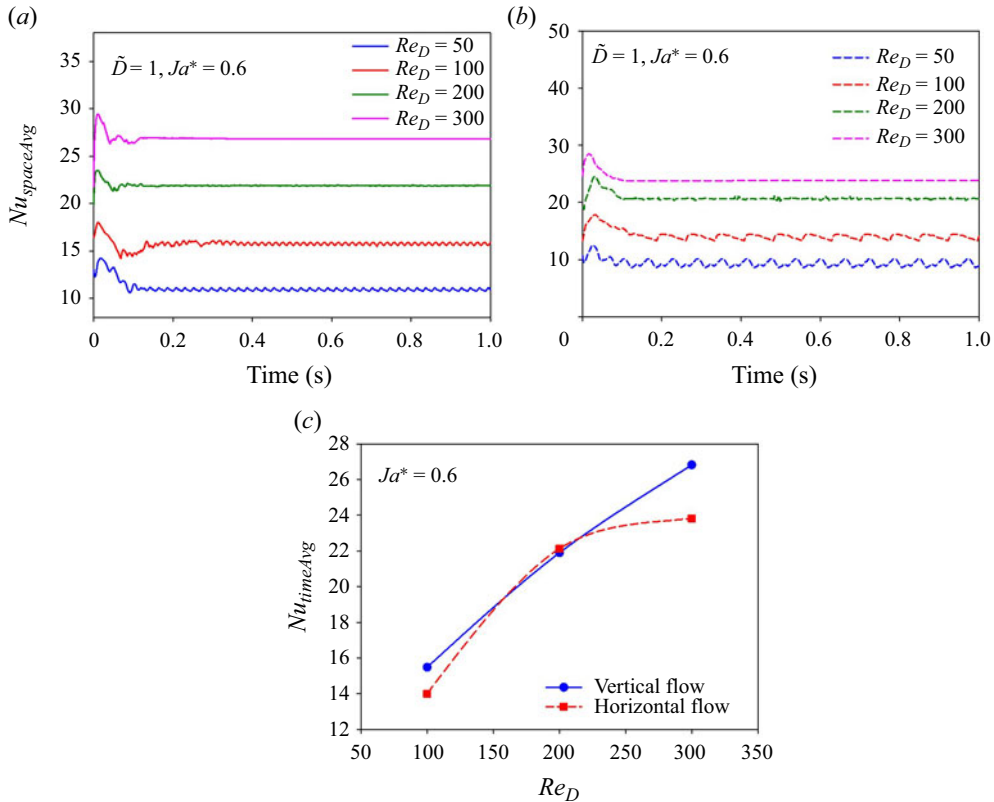 (a)
D̃ = 1, Ja* = 0.6
Re_D = 50
Re_D = 100
Re_D = 200
Re_D = 300
35
30
25
20
15
10
Nu_spaceAvg
0 0.2 0.4 0.6 0.8 1.0
Time (s)
(b)
D̃ = 1, Ja* = 0.6
Re_D = 50
Re_D = 100
Re_D = 200
Re_D = 300
50
40
30
20
10
0 0.2 0.4 0.6 0.8 1.0
Time (s)
(c)
Ja* = 0.6
28
26
24
22
20
18
16
14
12
Nu_timeAvg
Vertical flow
Horizontal flow
50 100 150 200 250 300 350
Re_D